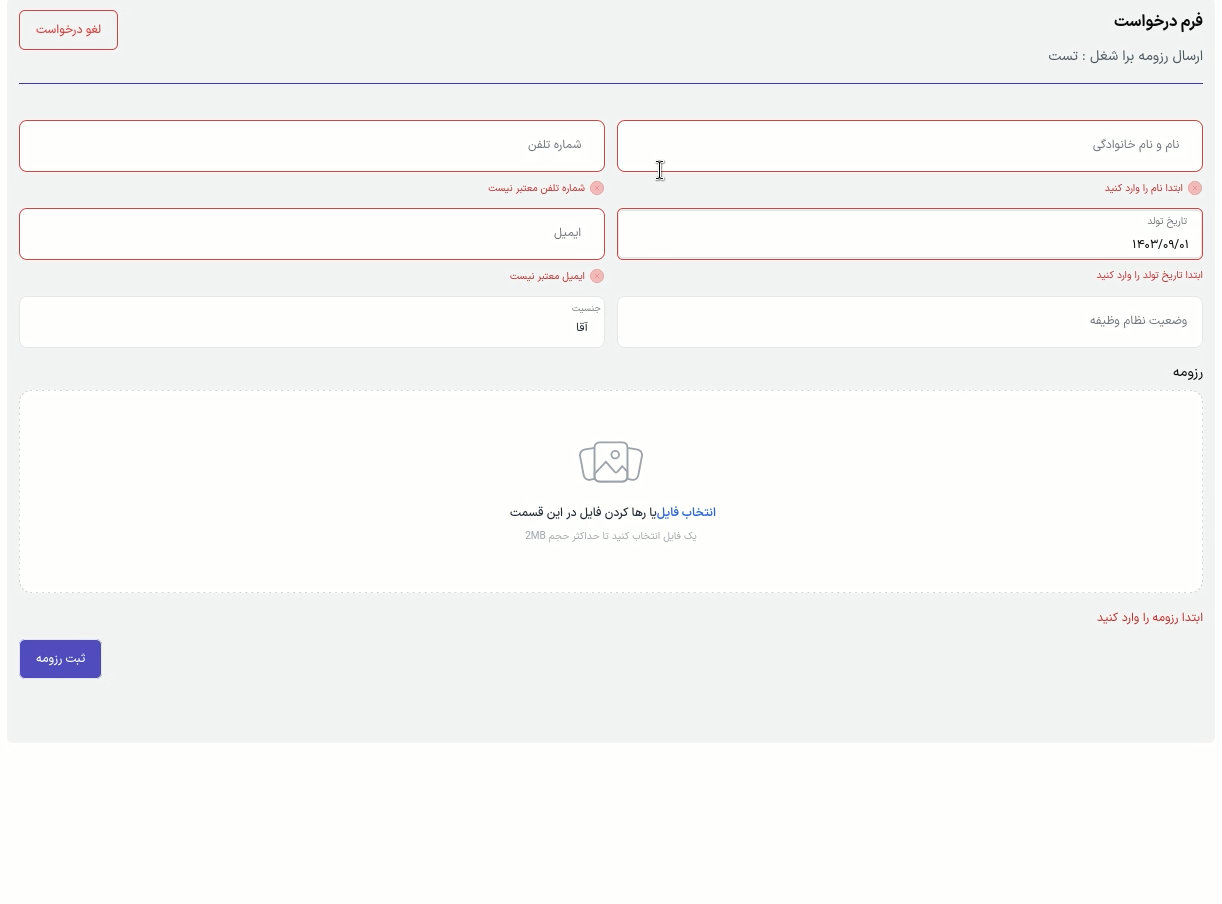 فرم درخواست
لغو درخواست
ارسال رزومه برا شغل : تست
نام و نام خانوادگی
شماره تلفن
ابتدا نام را وارد کنید
شماره تلفن معتبر نیست
تاریخ تولد
۱۴۰۳/۰۹/۰۱
ایمیل
ابتدا تاریخ تولد را وارد کنید
ایمیل معتبر نیست
وضعیت نظام وظیفه
جنسیت
آقا
رزومه
انتخاب فایلیا رها کردن فایل در این قسمت
یک فایل انتخاب کنید تا حداکثر حجم 2MB
ابتدا رزومه را وارد کنید
ثبت رزومه